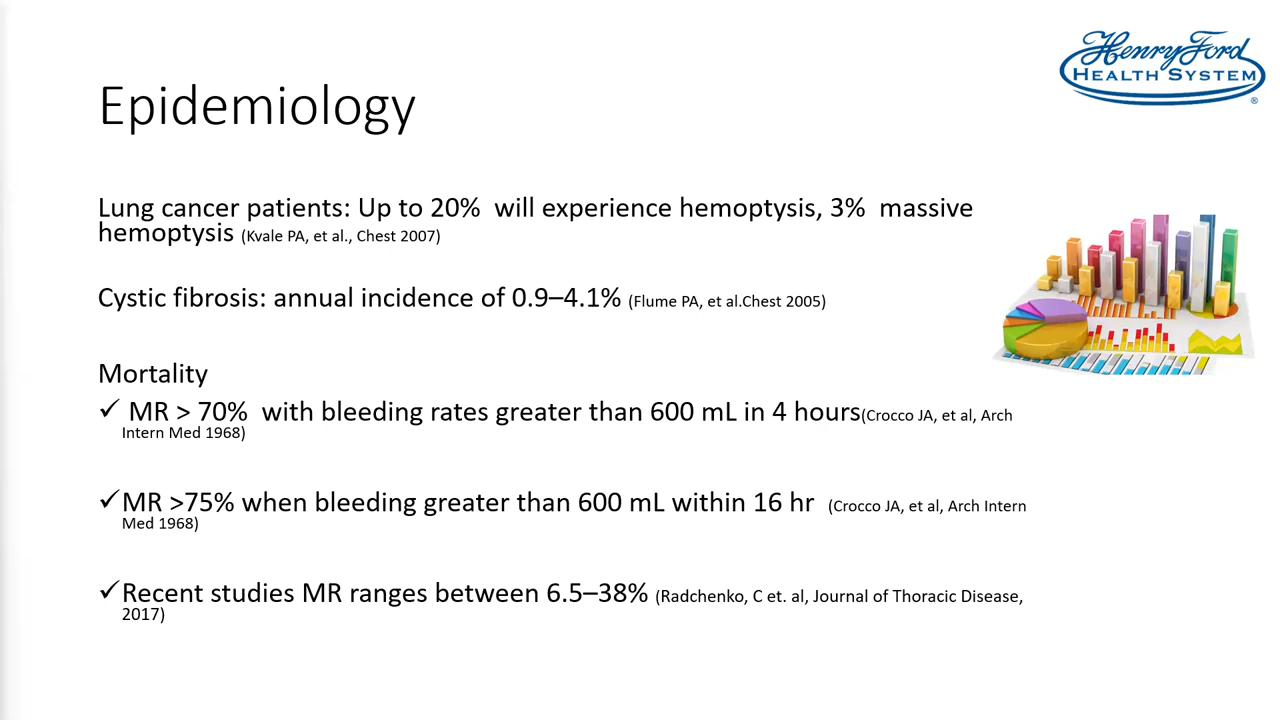 Henry Ford
HEALTH SYSTEM
®
Epidemiology
Lung cancer patients: Up to 20% will experience hemoptysis, 3% massive
hemoptysis (Kvale PA, et al., Chest 2007)
Cystic fibrosis: annual incidence of 0.9–4.1% (Flume PA, et al.Chest 2005)
Mortality
✓ MR > 70% with bleeding rates greater than 600 mL in 4 hours(Crocco JA, et al, Arch
Intern Med 1968)
✓MR >75% when bleeding greater than 600 mL within 16 hr (Crocco JA, et al, Arch Intern
Med 1968)
✓Recent studies MR ranges between 6.5–38% (Radchenko, C et. al, Journal of Thoracic Disease,
2017)